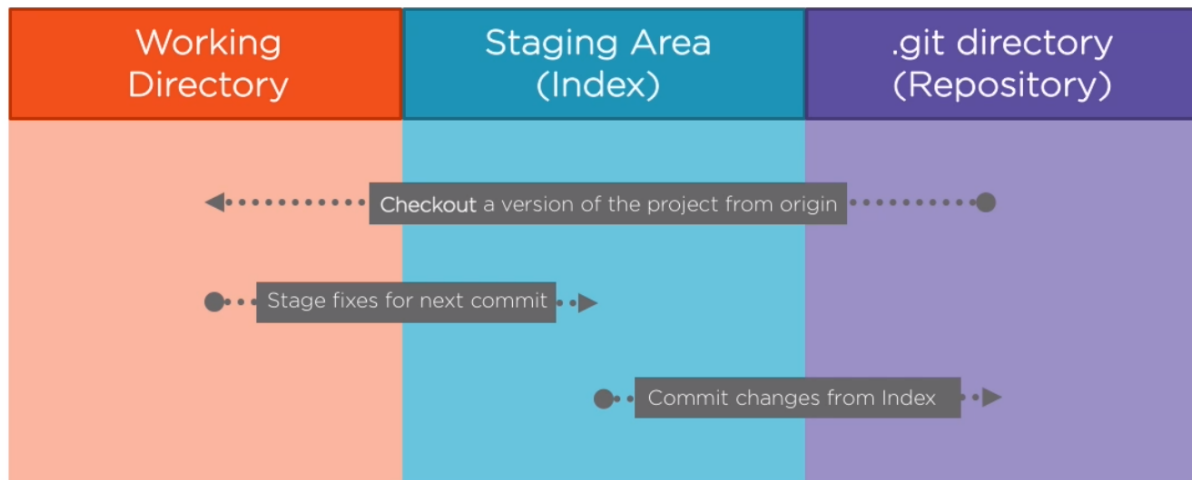 Working
Directory
Staging Area
(Index)
.git directory
(Repository)
Checkout a version of the project from origin
Stage fixes for next commit
Commit changes from Index